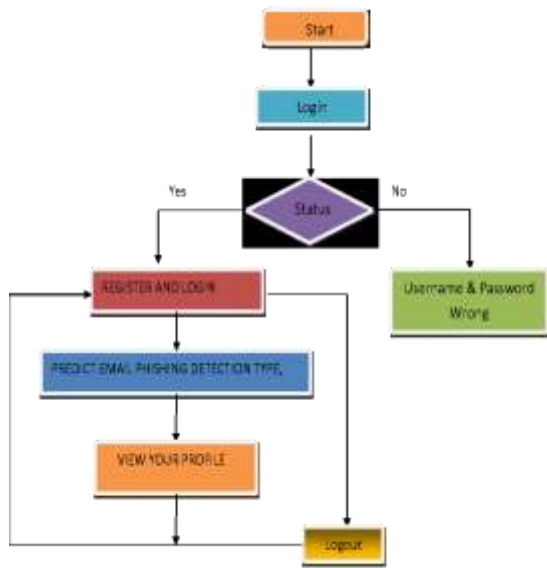 Start
Login
Status
Yes
No
REGISTER AND LOGIN
Username & Password
Wrong
PREDICT EMAIL PHISHING DETECTION TYPE,
VIEW YOUR PROFILE
Logout